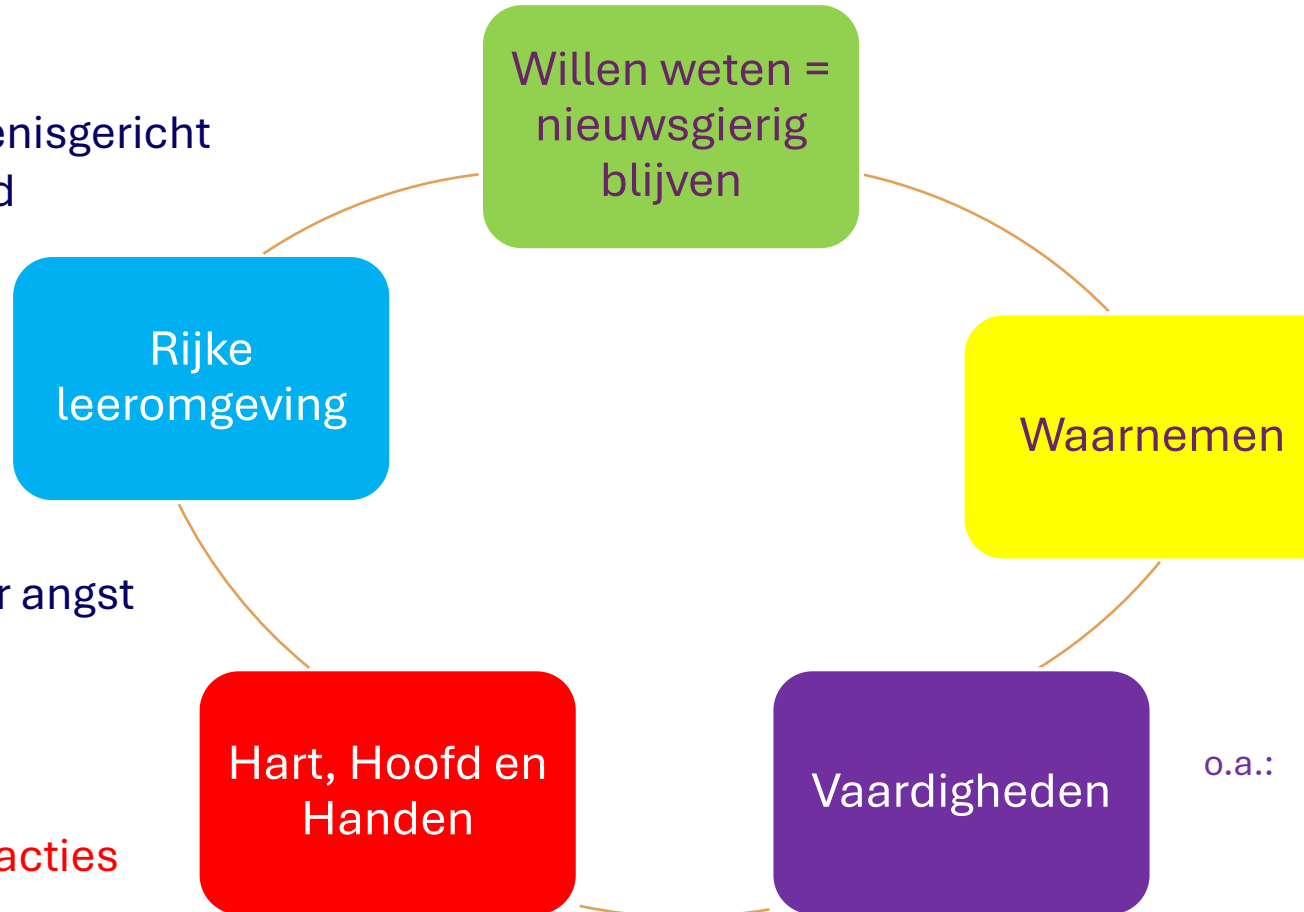 Willen weten =
nieuwsgierig
blijven
enisgericht
d
Rijke
leeromgeving
Waarnemen
r angst
Hart, Hoofd en
Handen
Vaardigheden
o.a.:
acties